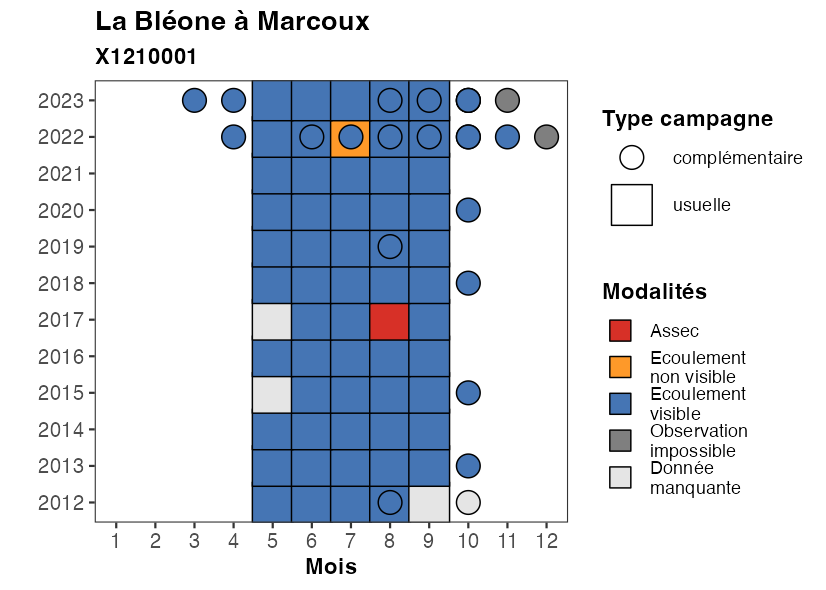 La Bléone à Marcoux
X1210001
2023
2022
2021
2020
2019
2018
2017
2016
2015
2014
2013
2012
1 2 3 4 5 6 7 8 9 10 11 12
Mois
Type campagne
complémentaire
usuelle
Modalités
Assec
Ecoulement
non visible
Ecoulement
visible
Observation
impossible
Donnée
manquante